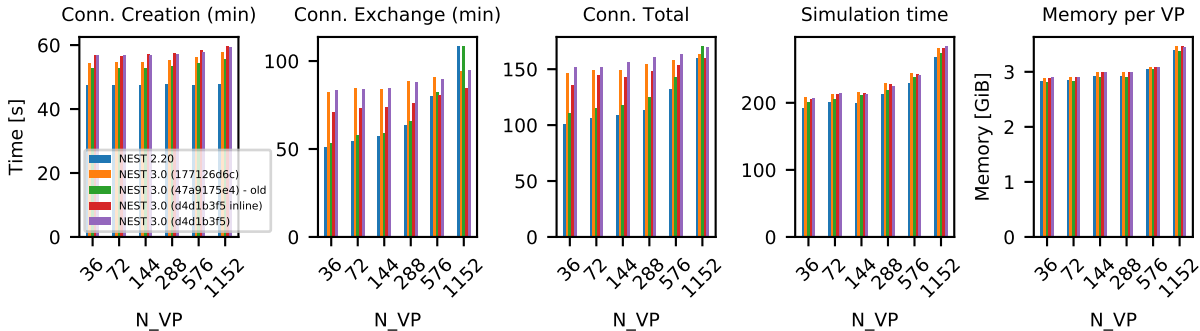 Conn. Creation (min)
Time [s]
60
40
20
0
NEST 2.20
NEST 3.0 (177126d6c)
NEST 3.0 (47a9175e4) - old
NEST 3.0 (d4d1b3f5 inline)
NEST 3.0 (d4d1b3f5)
36 72 144 288 576 1152
N_VP
Conn. Exchange (min)
100
50
0
36 72 144 288 576 1152
N_VP
Conn. Total
150
100
50
0
36 72 144 288 576 1152
N_VP
Simulation time
200
100
0
36 72 144 288 576 1152
N_VP
Memory per VP
Memory [GiB]
3
2
1
0
36 72 144 288 576 1152
N_VP